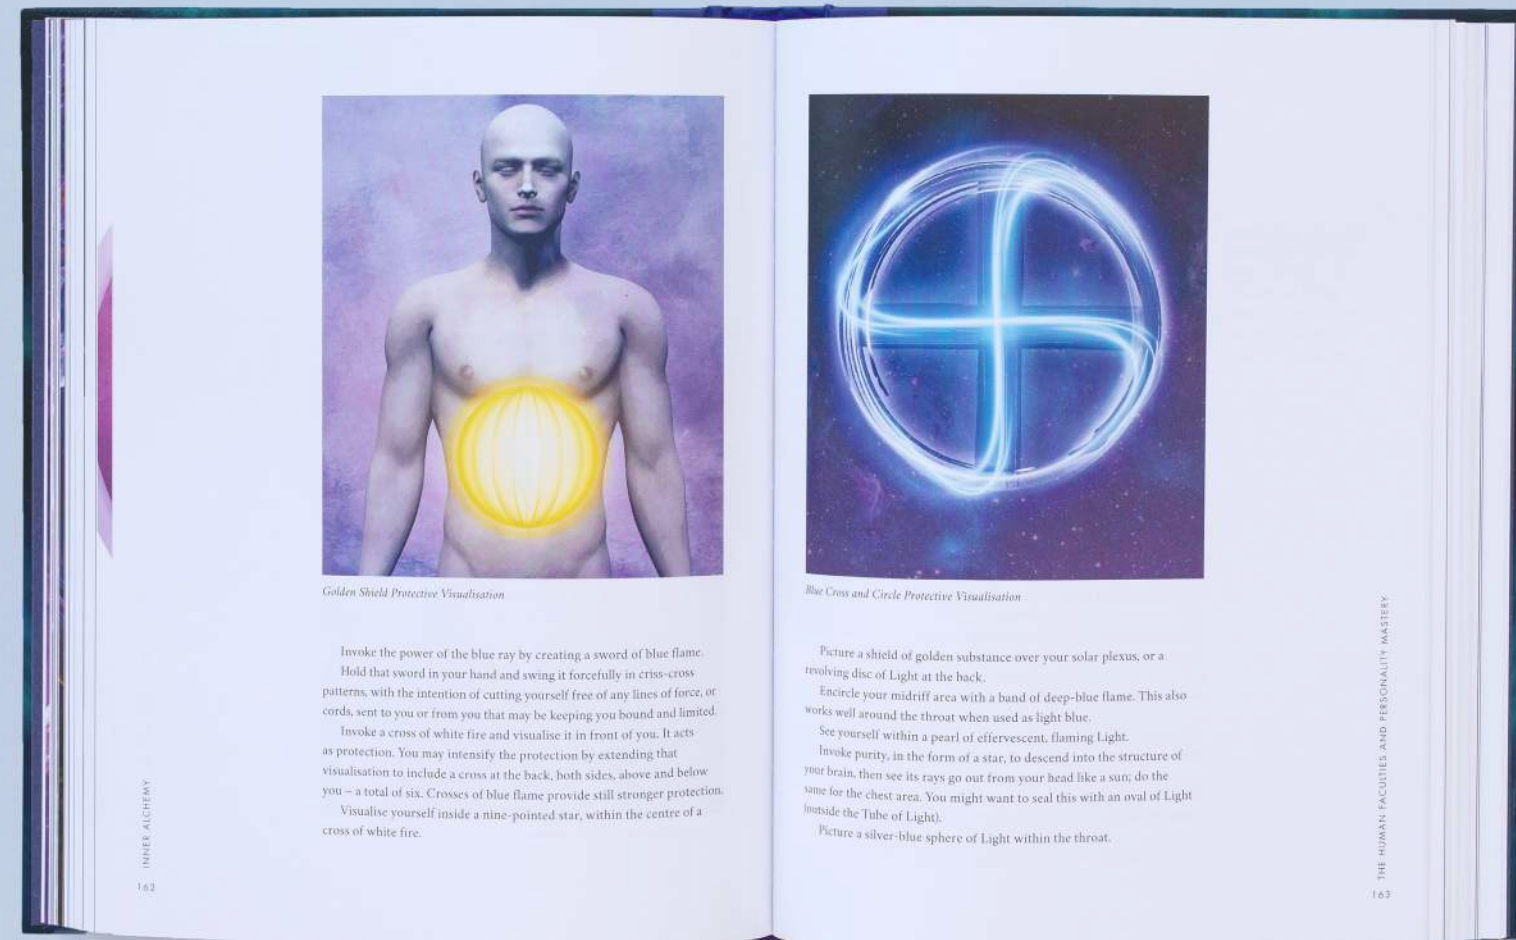 Golden Shield Protective Visualisation
Invoke the power of the blue ray by creating a sword of blue flame.
Hold that sword in your hand and swing it forcefully in criss-cross
patterns, with the intention of cutting yourself free of any lines of force, or
cords, sent to you or from you that may be keeping you bound and limited.
Invoke a cross of white fire and visualise it in front of you. It acts
as protection. You may intensify the protection by extending that
visualisation to include a cross at the back, both sides, above and below
you – a total of six. Crosses of blue flame provide still stronger protection.
Visualise yourself inside a nine-pointed star, within the centre of a
cross of white fire.
INNER ALCHEMY
162
Blue Cross and Circle Protective Visualisation
Picture a shield of golden substance over your solar plexus, or a
revolving disc of Light at the back.
Encircle your midriff area with a band of deep-blue flame. This also
works well around the throat when used as light blue.
See yourself within a pearl of effervescent, flaming Light.
Invoke purity, in the form of a star, to descend into the structure of
your brain, then see its rays go out from your head like a sun; do the
same for the chest area. You might want to seal this with an oval of Light
(outside the Tube of Light).
Picture a silver-blue sphere of Light within the throat.
THE HUMAN FACULTIES AND PERSONALITY MASTERY
163